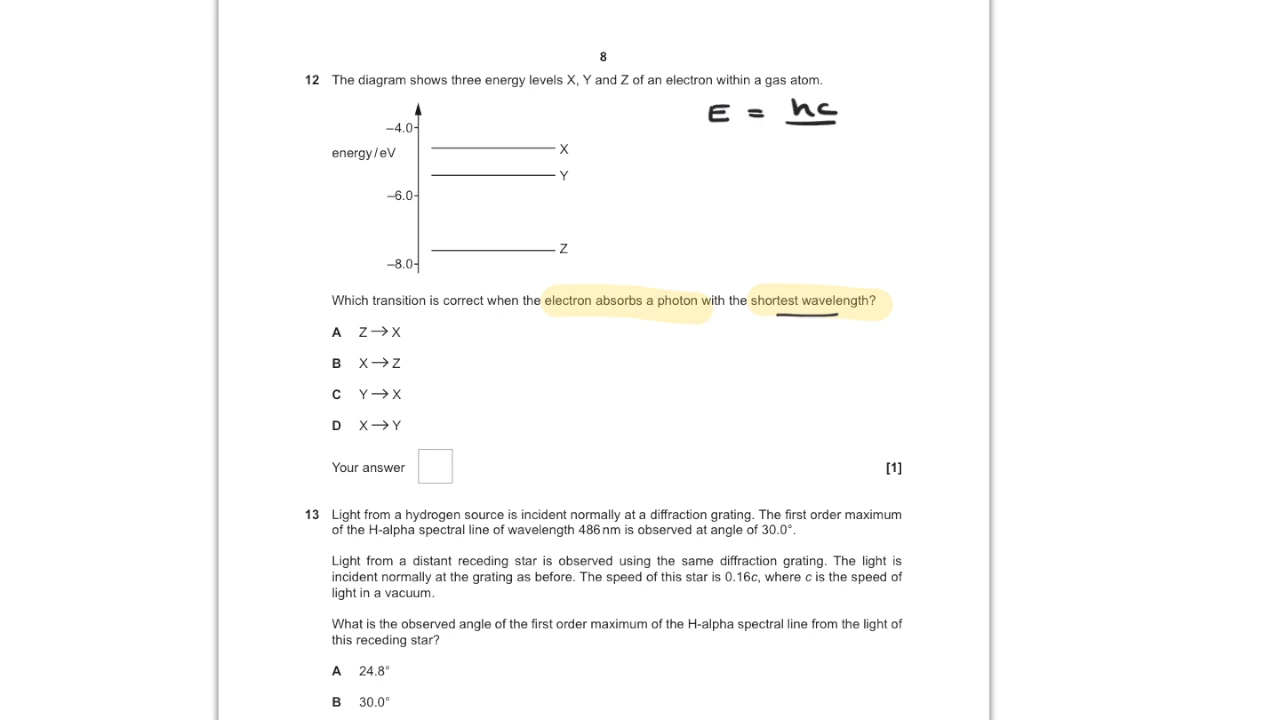 8
12 The diagram shows three energy levels X, Y and Z of an electron within a gas atom.
E = hc
–4.0
energy / eV
X
Y
–6.0
Z
–8.0
Which transition is correct when the electron absorbs a photon with the shortest wavelength?
A Z → X
B X → Z
C Y → X
D X → Y
Your answer [1]
13 Light from a hydrogen source is incident normally at a diffraction grating. The first order maximum
of the H-alpha spectral line of wavelength 486 nm is observed at angle of 30.0°.
Light from a distant receding star is observed using the same diffraction grating. The light is
incident normally at the grating as before. The speed of this star is 0.16c, where c is the speed of
light in a vacuum.
What is the observed angle of the first order maximum of the H-alpha spectral line from the light of
this receding star?
A 24.8°
B 30.0°